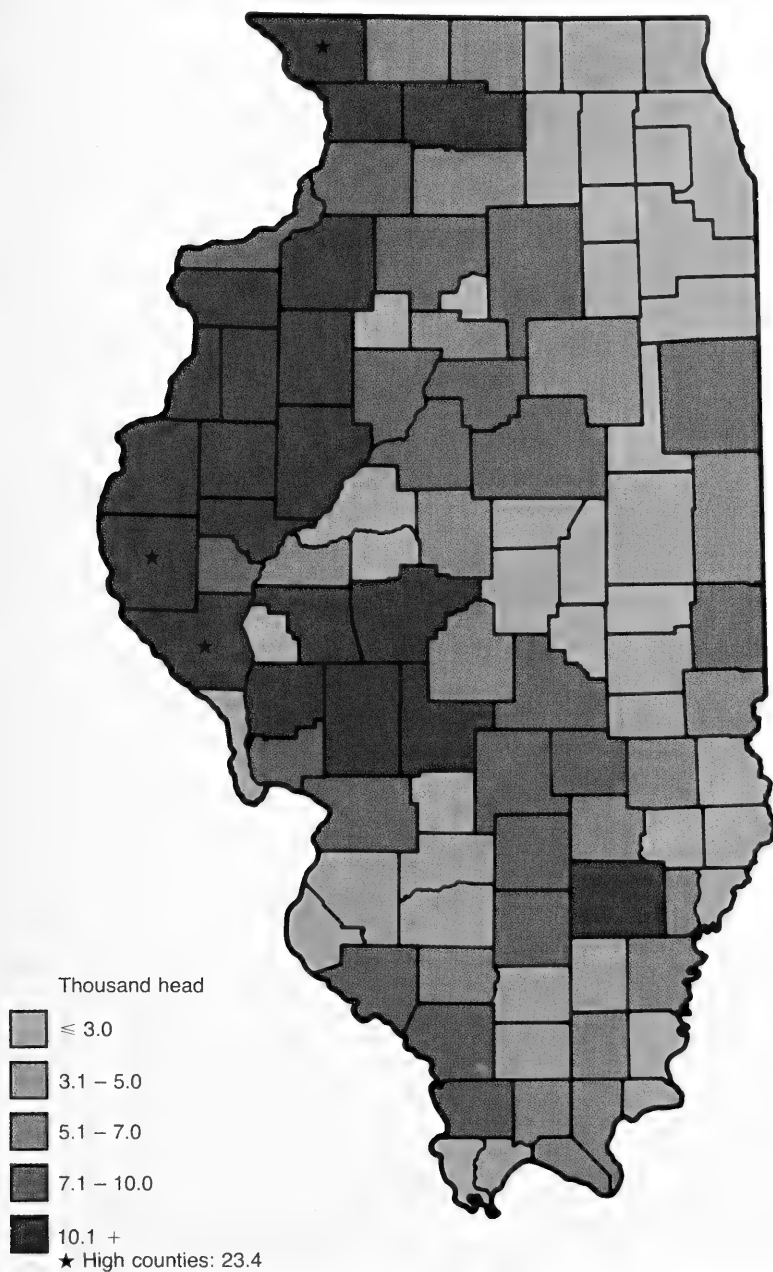 Thousand head
≤ 3.0
3.1 – 5.0
5.1 – 7.0
7.1 – 10.0
10.1 +
★ High counties: 23.4